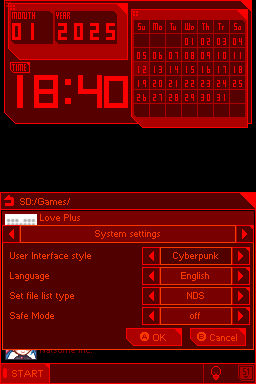 MONTH YEAR
01 2025
TIME
18:40
Su Mo Tu We Th Fr Sa
01 02 03 04
05 06 07 08 09 10 11
12 13 14 15 16 17 18
19 20 21 22 23 24 25
26 27 28 29 30 31
SD:/Games/
Love Plus
System settings
User Interface style Cyberpunk
Language English
Set file list type NDS
Safe Mode off
A OK B Cancel
START